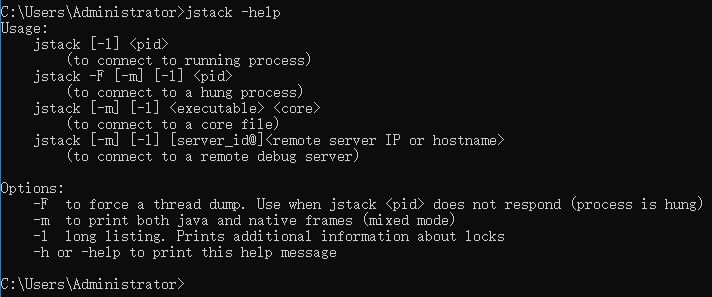 C:\Users\Administrator>jstack -help
Usage:
    jstack [-l] <pid>
        (to connect to running process)
    jstack -F [-m] [-l] <pid>
        (to connect to a hung process)
    jstack [-m] [-l] <executable> <core>
        (to connect to a core file)
    jstack [-m] [-l] [server_id@]<remote server IP or hostname>
        (to connect to a remote debug server)

Options:
    -F  to force a thread dump. Use when jstack <pid> does not respond (process is hung)
    -m  to print both java and native frames (mixed mode)
    -l  long listing. Prints additional information about locks
    -h or -help to print this help message

C:\Users\Administrator>